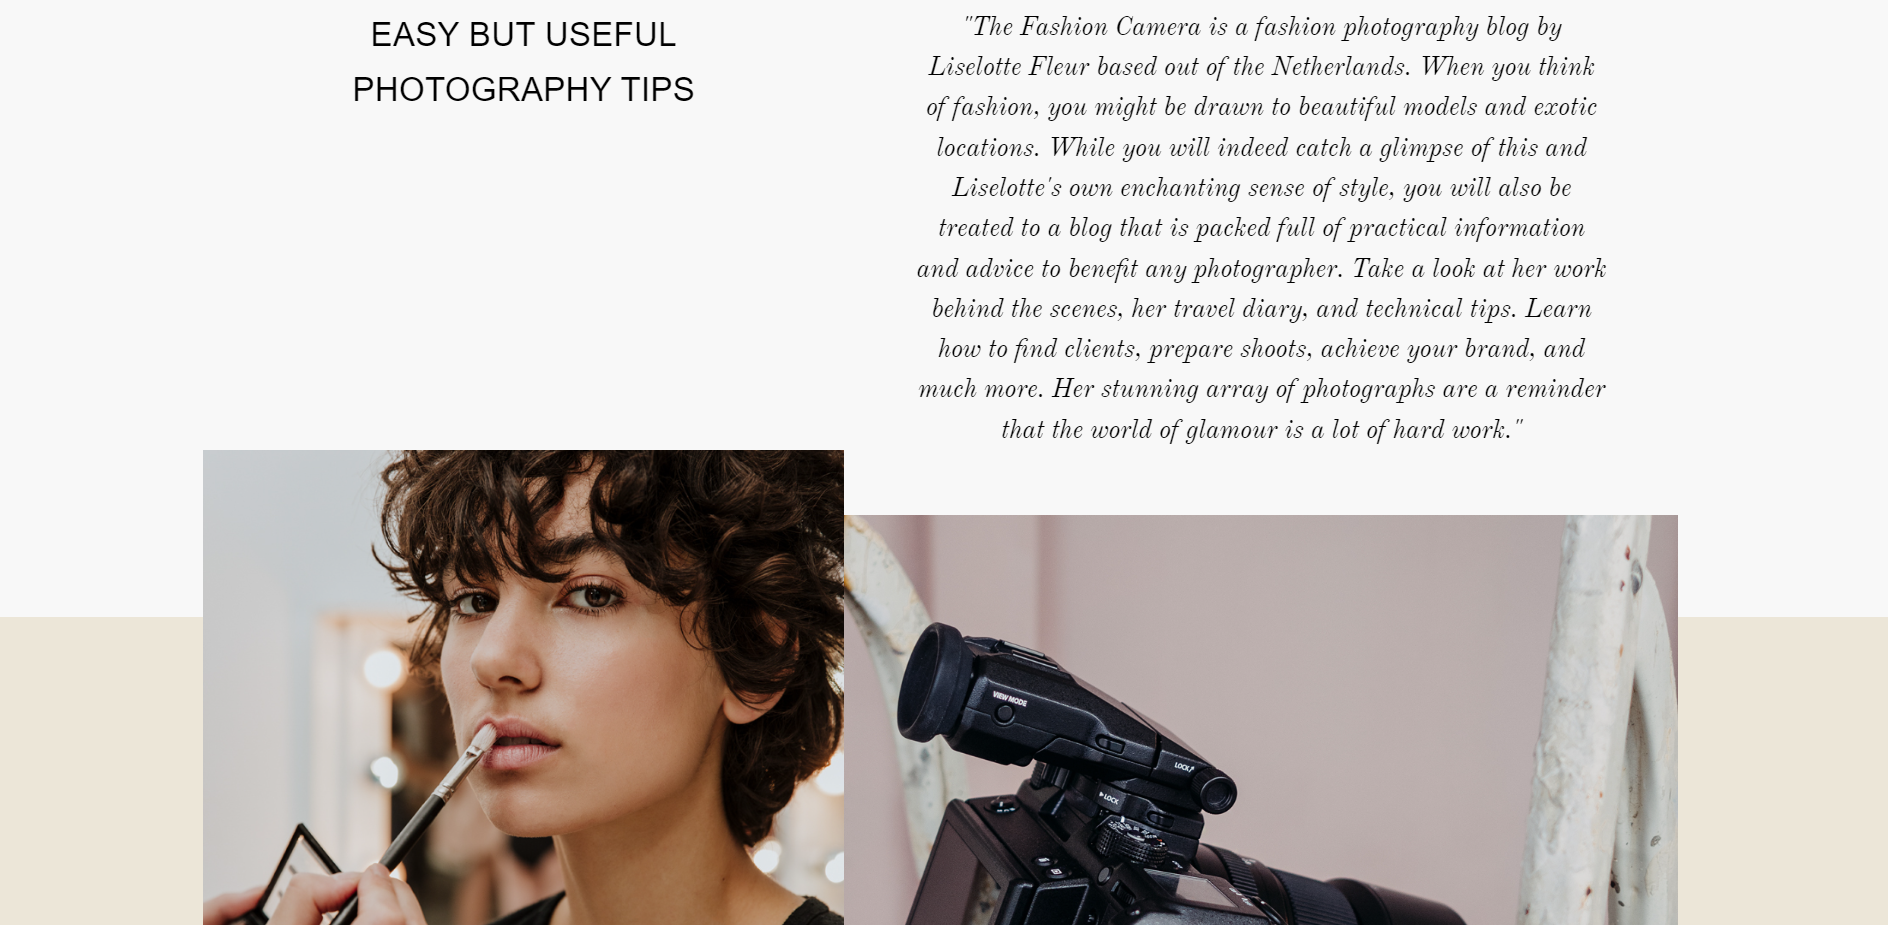 EASY BUT USEFUL
PHOTOGRAPHY TIPS
"The Fashion Camera is a fashion photography blog by
Liselotte Fleur based out of the Netherlands. When you think
of fashion, you might be drawn to beautiful models and exotic
locations. While you will indeed catch a glimpse of this and
Liselotte's own enchanting sense of style, you will also be
treated to a blog that is packed full of practical information
and advice to benefit any photographer. Take a look at her work
behind the scenes, her travel diary, and technical tips. Learn
how to find clients, prepare shoots, achieve your brand, and
much more. Her stunning array of photographs are a reminder
that the world of glamour is a lot of hard work."
VIEW MODE
LOCK
LOCK